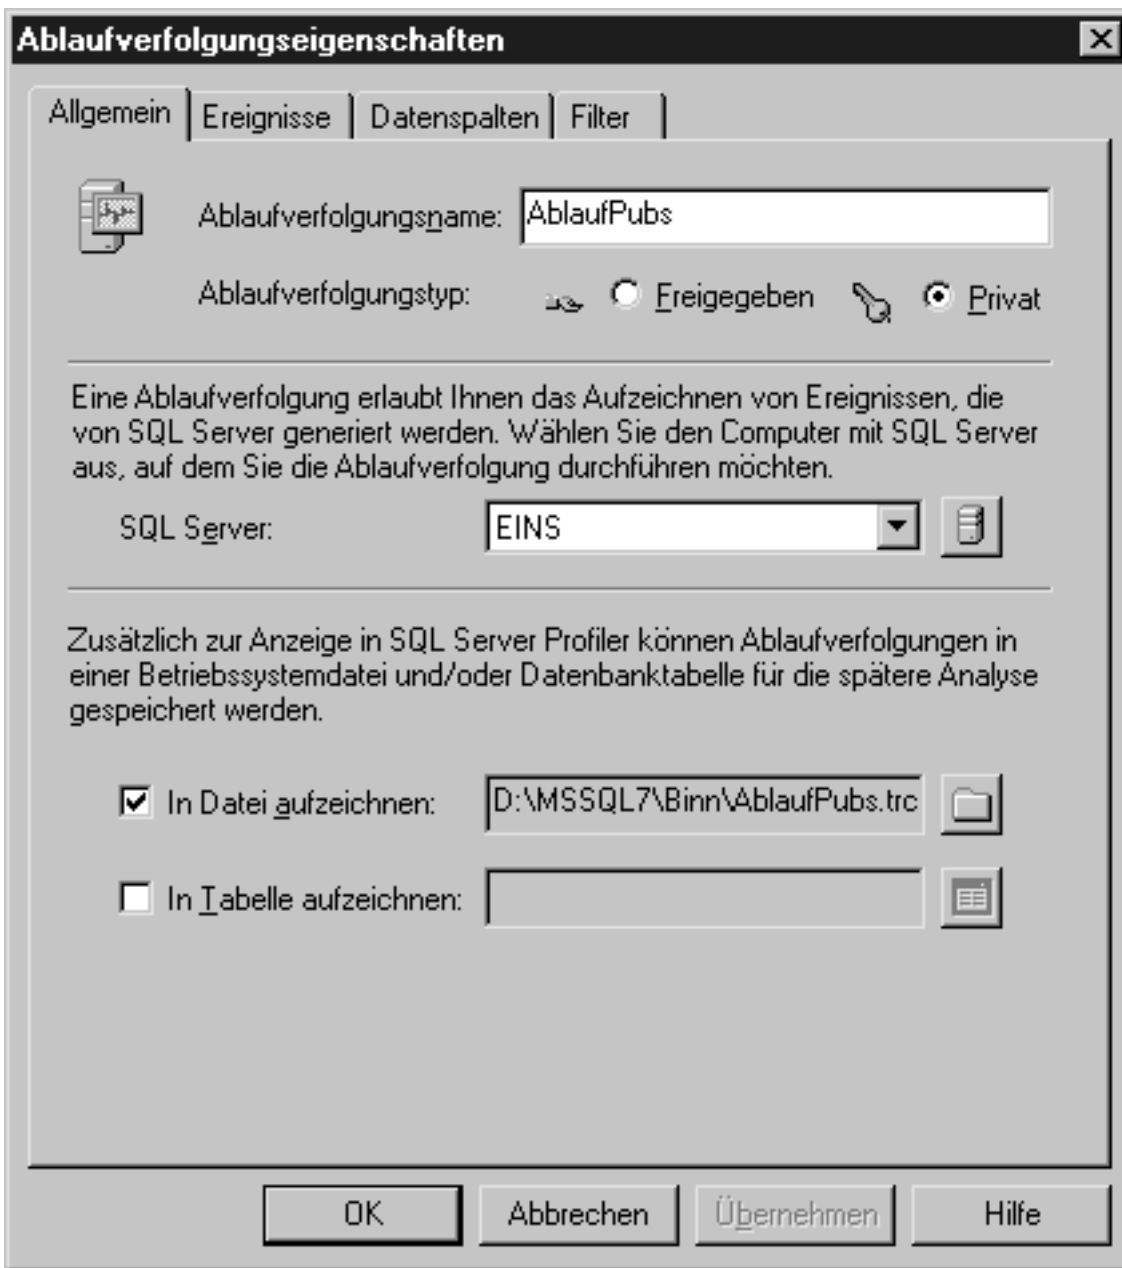 Ablaufverfolgungseigenschaften
Allgemein Ereignisse Datenspalten Filter
Ablaufverfolgungsname: AblaufPubs
Ablaufverfolgungstyp: Freigegeben Privat
Eine Ablaufverfolgung erlaubt Ihnen das Aufzeichnen von Ereignissen, die
von SQL Server generiert werden. Wählen Sie den Computer mit SQL Server
aus, auf dem Sie die Ablaufverfolgung durchführen möchten.
SQL Server: EINS
Zusätzlich zur Anzeige in SQL Server Profiler können Ablaufverfolgungen in
einer Betriebssystemdatei und/oder Datenbanktabelle für die spätere Analyse
gespeichert werden.
In Datei aufzeichnen: D:\MSSQL7\Binn\AblaufPubs.trc
In Tabelle aufzeichnen:
OK Abbrechen Übernehmen Hilfe